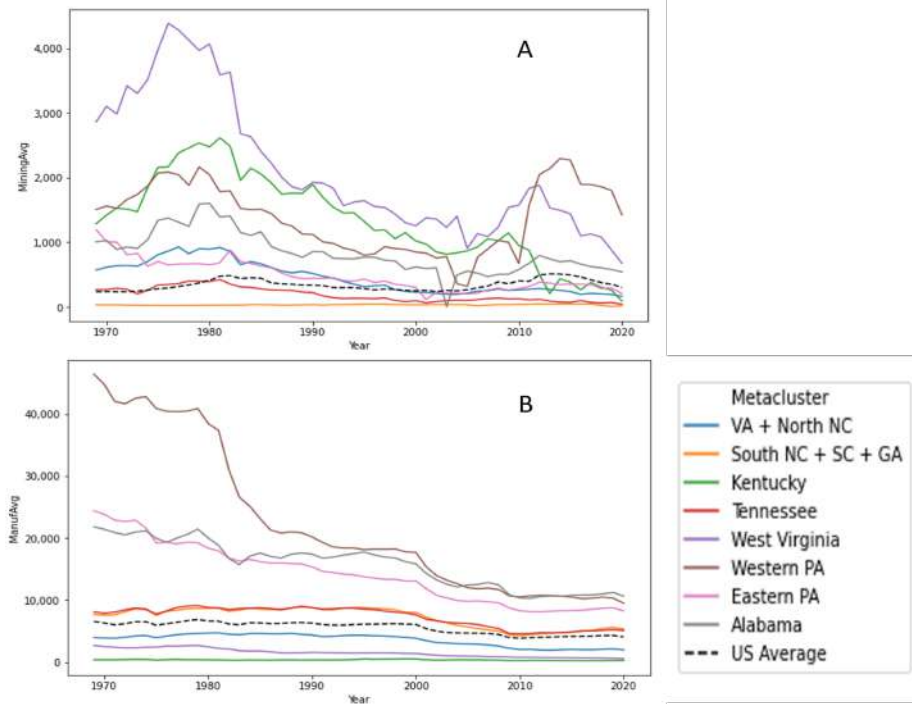 A
4,000
3,000
2,000
1,000
0
MiningAvg
1970 1980 1990 2000 2010 2020
Year
B
40,000
30,000
20,000
10,000
0
ManufAvg
1970 1980 1990 2000 2010 2020
Year
Metacluster
VA + North NC
South NC + SC + GA
Kentucky
Tennessee
West Virginia
Western PA
Eastern PA
Alabama
US Average